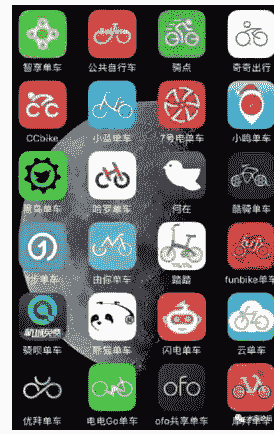 智享单车 公共自行车 骑点 奇奇出行
CCbike 小蓝单车 7号电单车 小鸣单车
酷骑单车
哈罗单车 何在
由你单车 踏踏 funbike单车
骑呗单车 熊猫单车 闪电单车 云单车
优拜单车 电电Go单车 ofo共享单车 摩拜单车